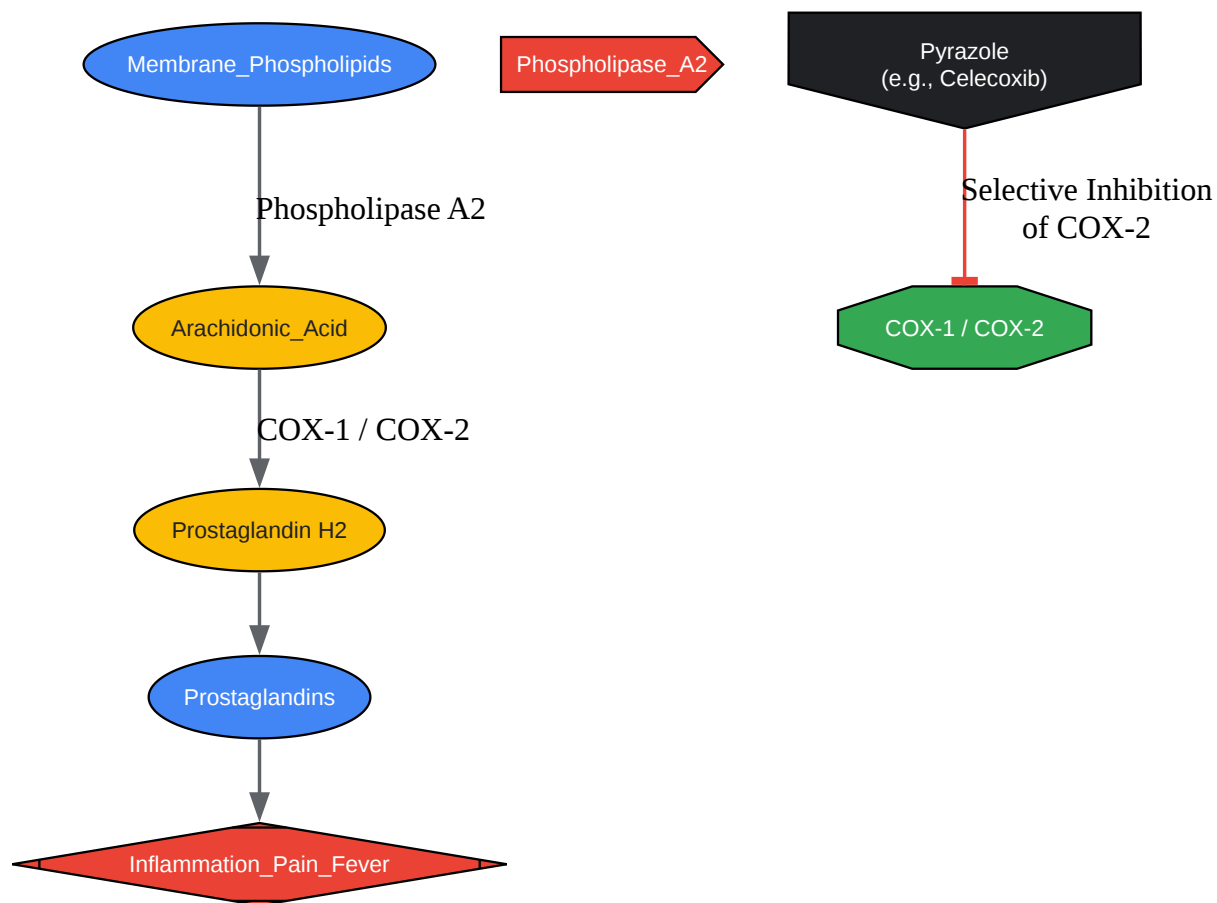 Membrane_Phospholipids
Phospholipase_A2
Pyrazole
(e.g., Celecoxib)
Phospholipase A2
Selective Inhibition
of COX-2
Arachidonic_Acid
COX-1 / COX-2
COX-1 / COX-2
Prostaglandin H2
Prostaglandins
Inflammation_Pain_Fever